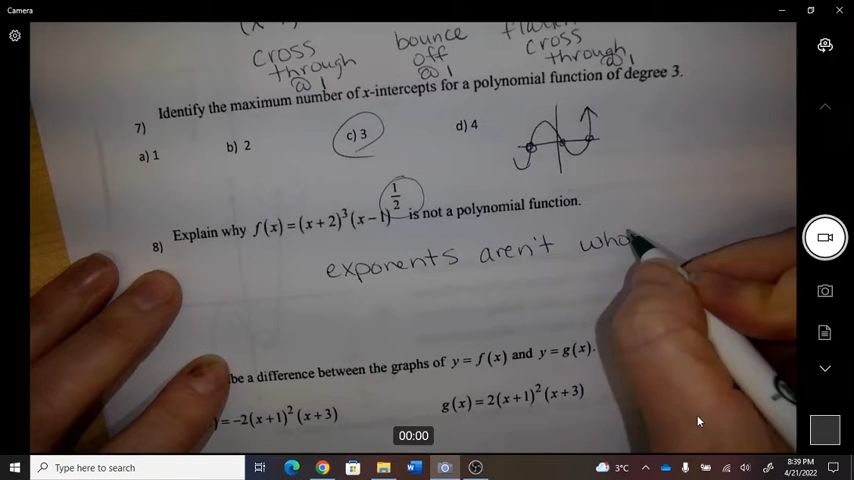 Camera
cross
through
@ 1
bounce
off
@ 1
cross
through
@ 1
7) Identify the maximum number of x-intercepts for a polynomial function of degree 3.
a) 1 b) 2 c) 3 d) 4
8) Explain why f(x) = (x+2)³(x−1)^(1/2) is not a polynomial function.
exponents aren't who
be a difference between the graphs of y = f(x) and y = g(x).
) = −2(x+1)²(x+3) g(x) = 2(x+1)²(x+3)
00:00
Type here to search
3°C
8:39 PM
4/21/2022